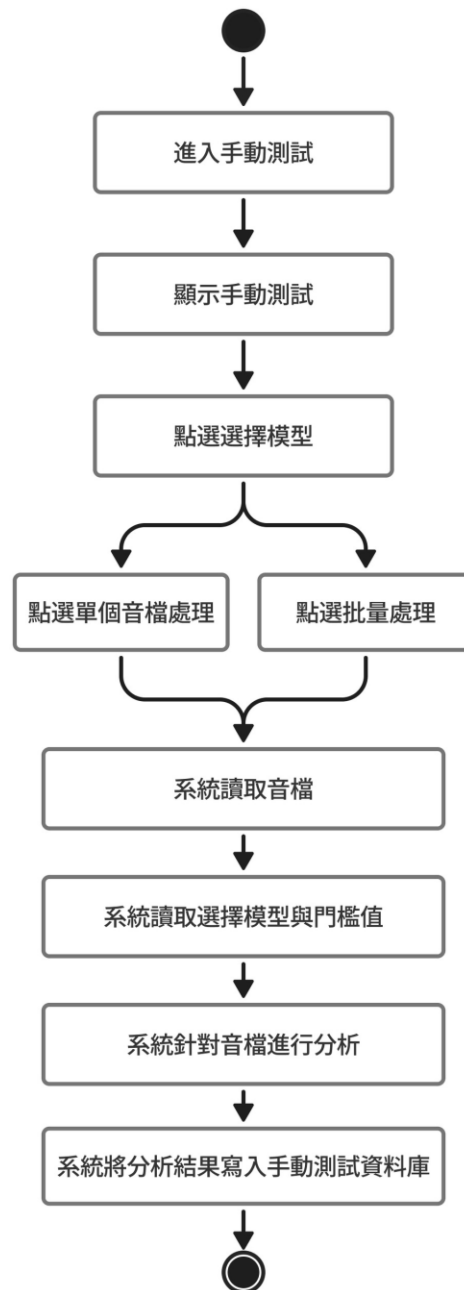 進入手動測試
顯示手動測試
點選選擇模型
點選單個音檔處理
點選批量處理
系統讀取音檔
系統讀取選擇模型與門檻值
系統針對音檔進行分析
系統將分析結果寫入手動測試資料庫